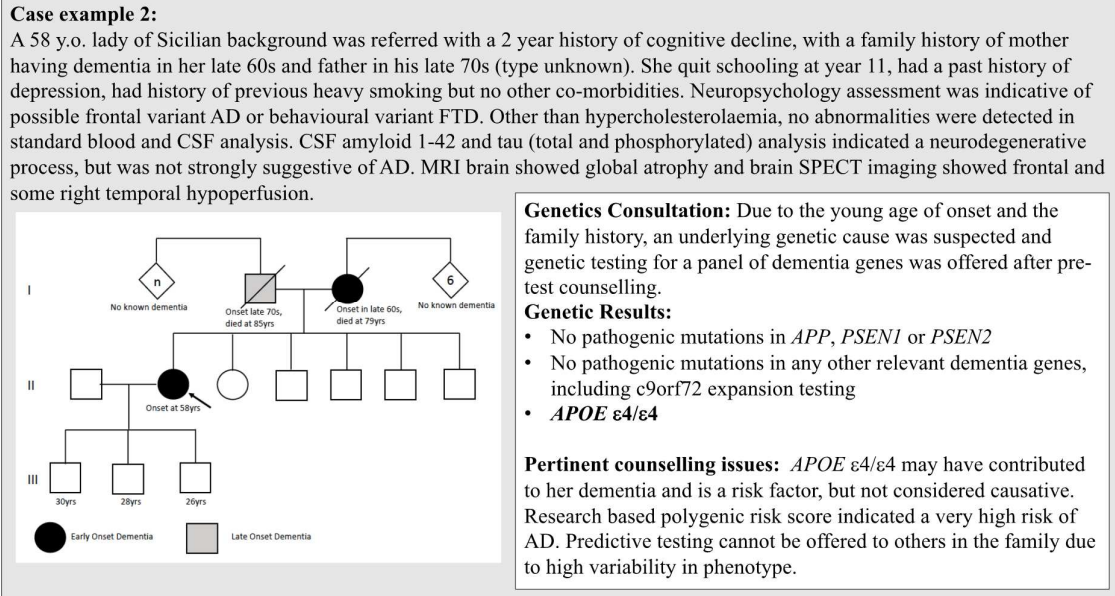 Case example 2:
A 58 y.o. lady of Sicilian background was referred with a 2 year history of cognitive decline, with a family history of mother
having dementia in her late 60s and father in his late 70s (type unknown). She quit schooling at year 11, had a past history of
depression, had history of previous heavy smoking but no other co-morbidities. Neuropsychology assessment was indicative of
possible frontal variant AD or behavioural variant FTD. Other than hypercholesterolaemia, no abnormalities were detected in
standard blood and CSF analysis. CSF amyloid 1-42 and tau (total and phosphorylated) analysis indicated a neurodegenerative
process, but was not strongly suggestive of AD. MRI brain showed global atrophy and brain SPECT imaging showed frontal and
some right temporal hypoperfusion.
I
n
No known dementia
Onset late 70s,
died at 85yrs
Onset in late 60s,
died at 79yrs
6
No known dementia
II
Onset at 58yrs
III
30yrs
28yrs
26yrs
Early Onset Dementia
Late Onset Dementia
Genetics Consultation: Due to the young age of onset and the
family history, an underlying genetic cause was suspected and
genetic testing for a panel of dementia genes was offered after pre-
test counselling.
Genetic Results:
• No pathogenic mutations in APP, PSEN1 or PSEN2
• No pathogenic mutations in any other relevant dementia genes,
including c9orf72 expansion testing
• APOE ε4/ε4
Pertinent counselling issues: APOE ε4/ε4 may have contributed
to her dementia and is a risk factor, but not considered causative.
Research based polygenic risk score indicated a very high risk of
AD. Predictive testing cannot be offered to others in the family due
to high variability in phenotype.